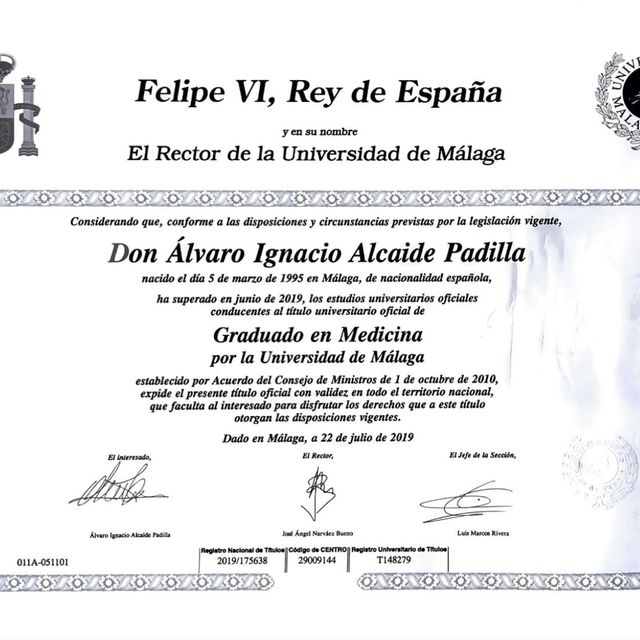 Felipe VI, Rey de España
y en su nombre
El Rector de la Universidad de Málaga
Considerando que, conforme a las disposiciones y circunstancias previstas por la legislación vigente,
Don Álvaro Ignacio Alcaide Padilla
nacido el día 5 de marzo de 1995 en Málaga, de nacionalidad española,
ha superado en junio de 2019, los estudios universitarios oficiales
conducentes al título universitario oficial de
Graduado en Medicina
por la Universidad de Málaga
establecido por Acuerdo del Consejo de Ministros de 1 de octubre de 2010,
expide el presente título oficial con validez en todo el territorio nacional,
que faculta al interesado para disfrutar los derechos que a este título
otorgan las disposiciones vigentes.
Dado en Málaga, a 22 de julio de 2019
El interesado,
El Rector,
El Jefe de la Sección,
Álvaro Ignacio Alcaide Padilla
José Ángel Narváez Bueno
Luis Marcos Rivera
011A-051101
Registro Nacional de Títulos
2019/175638
Código de CENTRO
29009144
Registro Universitario de Títulos
T148279